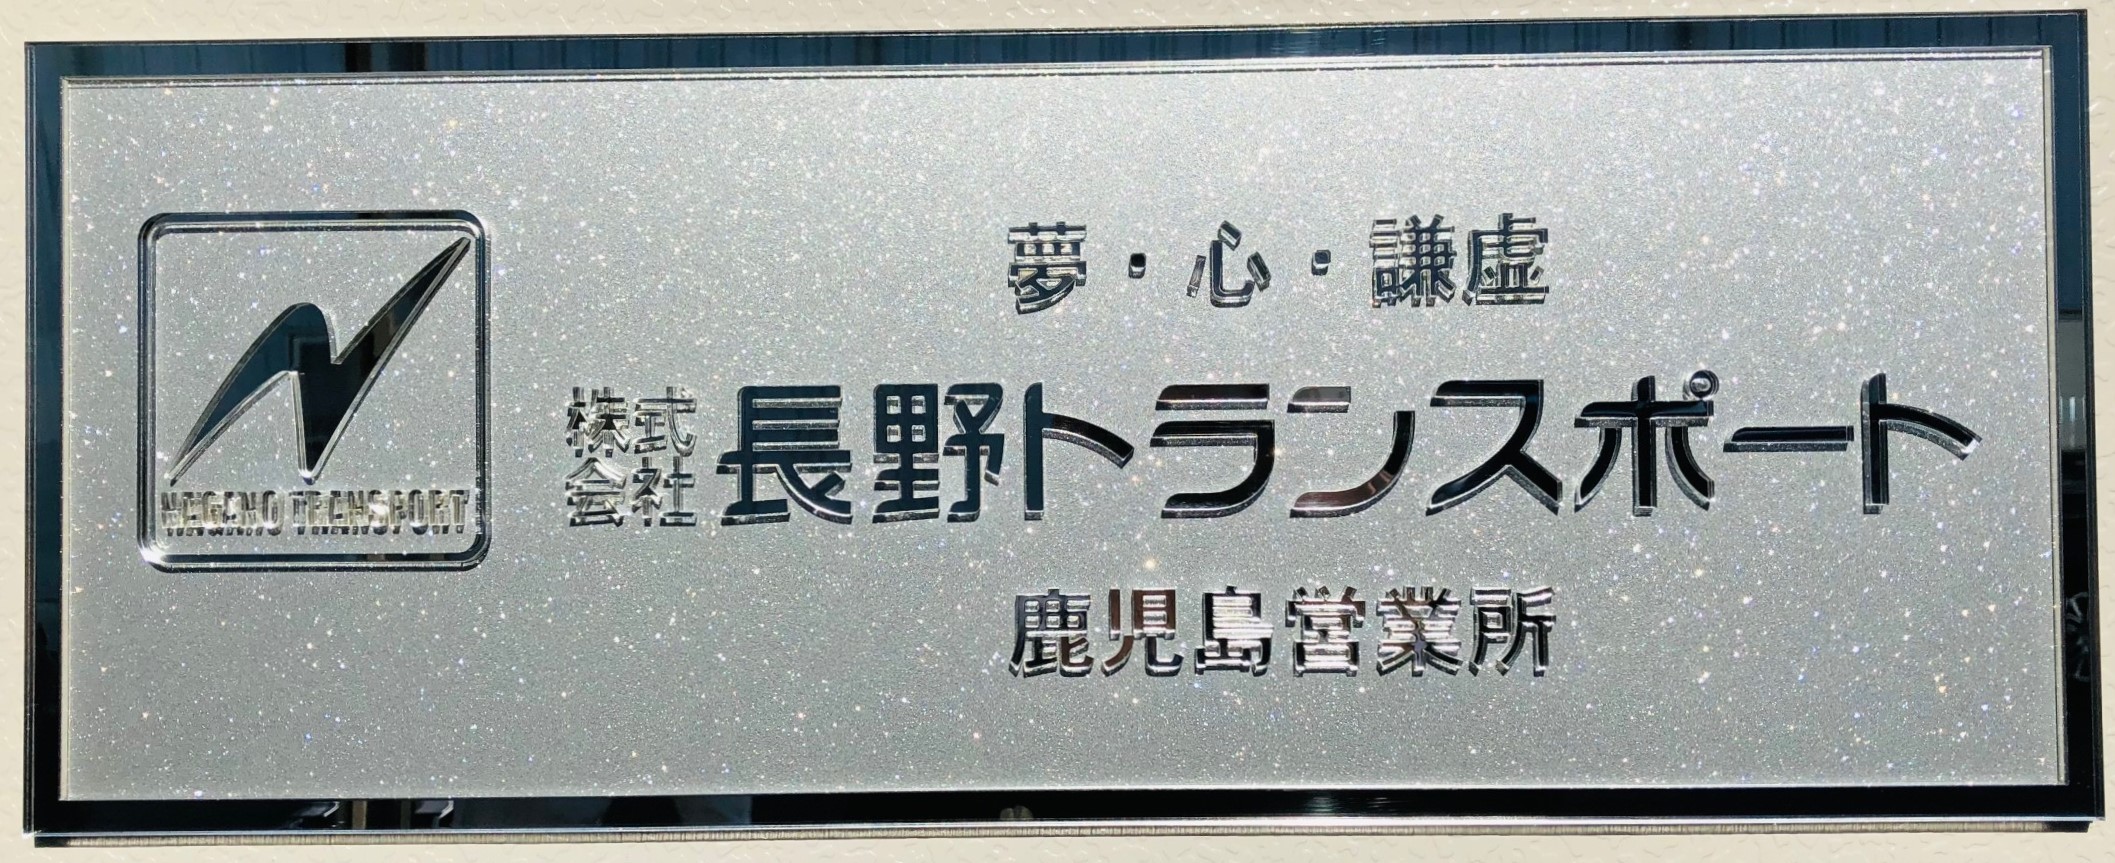 夢・心・謙虚
株式
会社 長野トランスポート
NAGANO TRANSPORT
鹿児島営業所